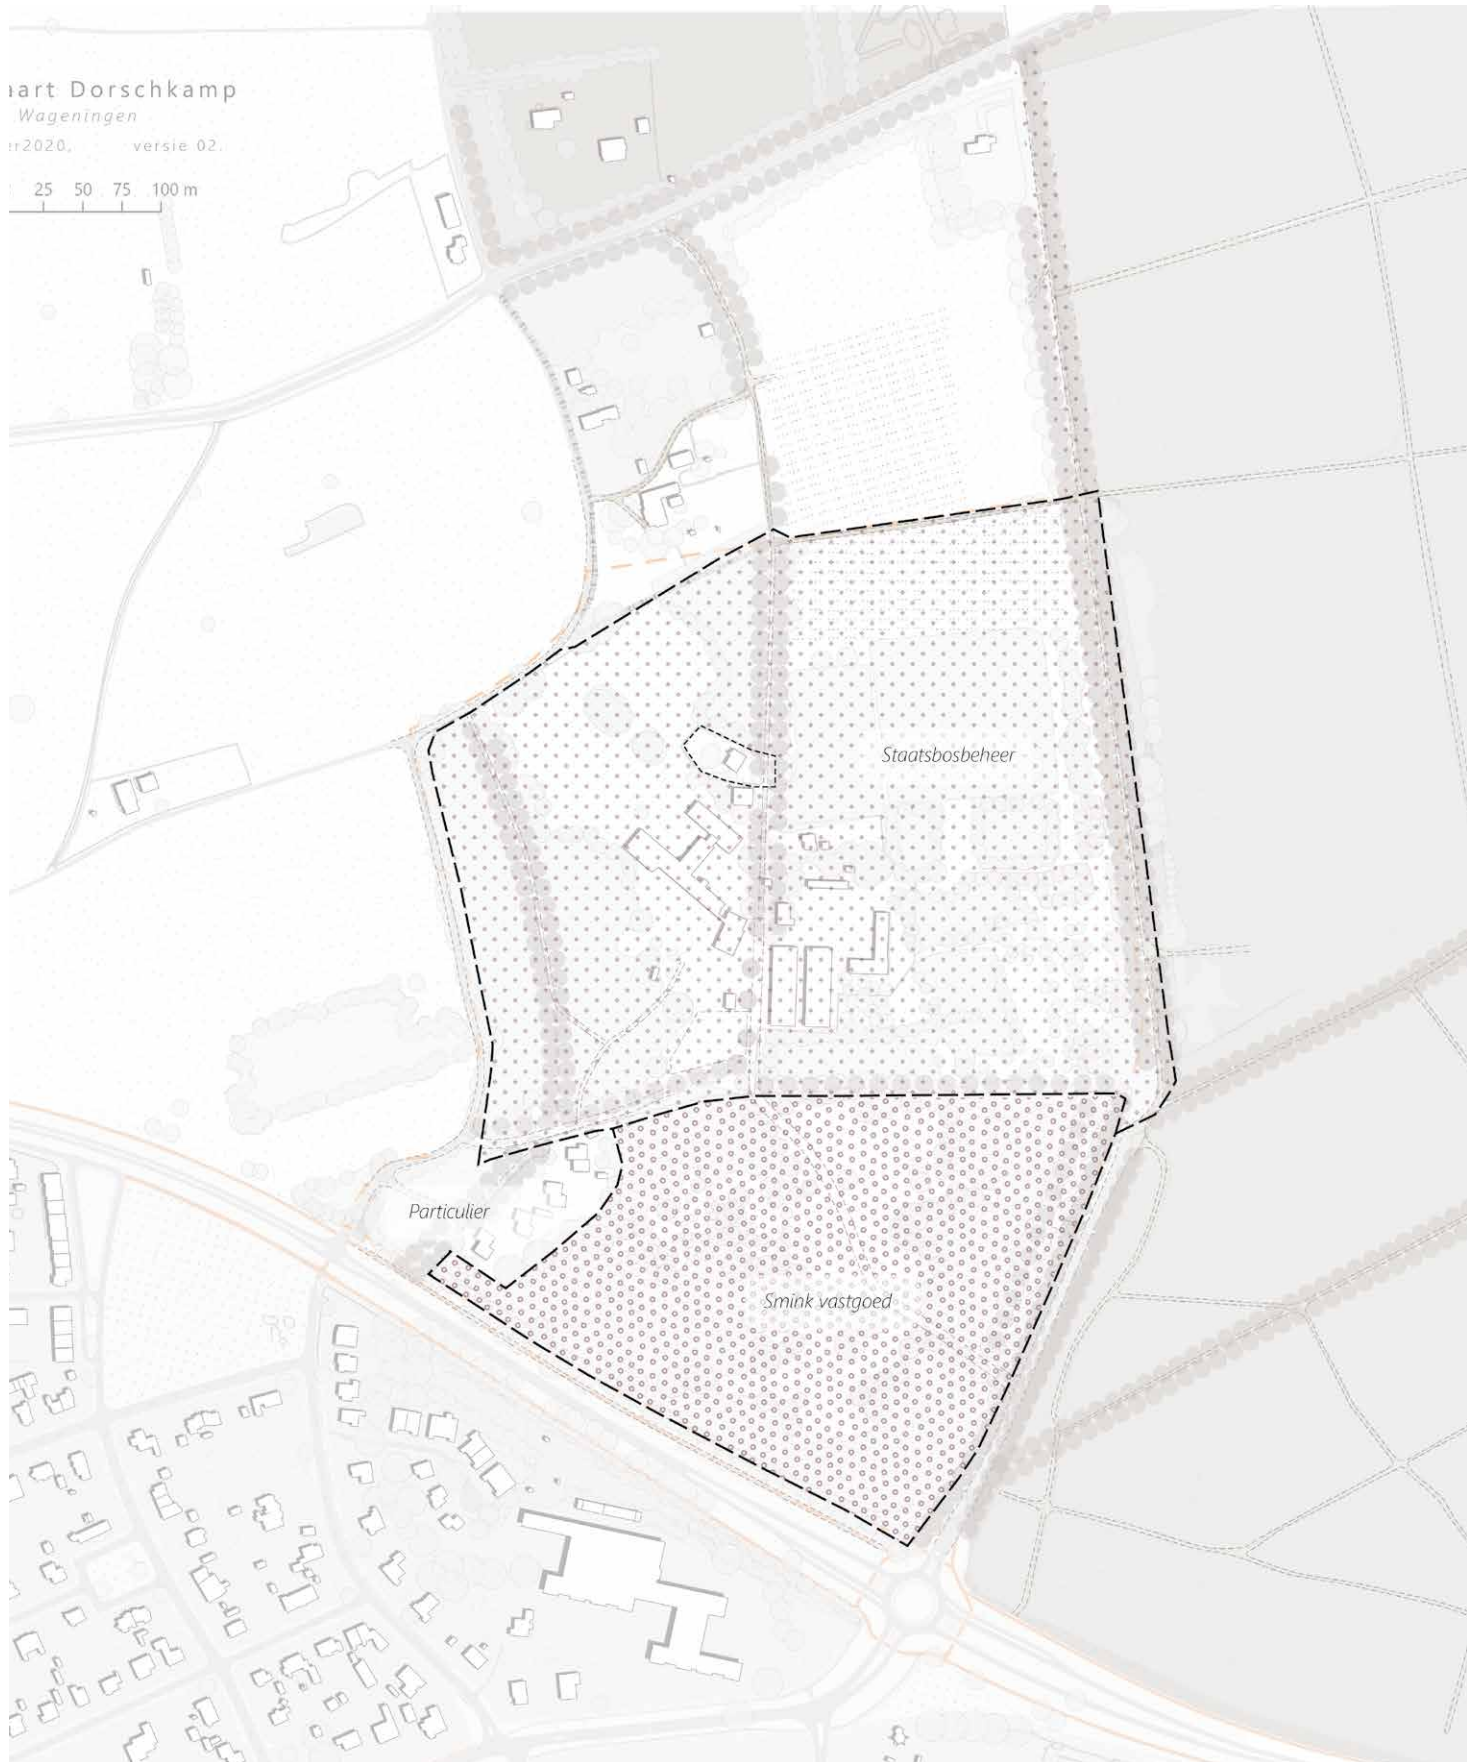 aart Dorschkamp
Wageningen
er2020, versie 02.
25 50 75 100 m
Staatsbosbeheer
Particulier
Smink vastgoed